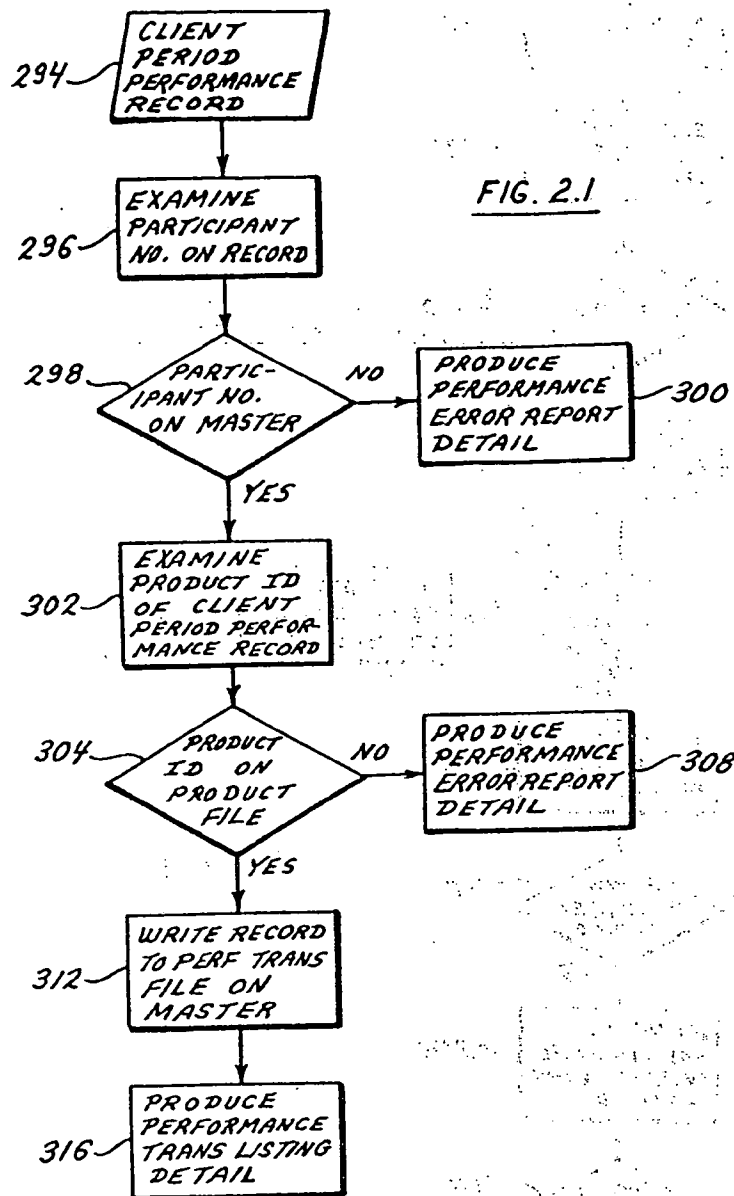 CLIENT
PERIOD
PERFORMANCE
RECORD
294
FIG. 2.1
EXAMINE
PARTICIPANT
NO. ON RECORD
296
298
PARTIC-
IPANT NO.
ON MASTER
NO
PRODUCE
PERFORMANCE
ERROR REPORT
DETAIL
300
YES
EXAMINE
PRODUCT ID
OF CLIENT
PERIOD PERFOR-
MANCE RECORD
302
304
PRODUCT
ID ON
PRODUCT
FILE
NO
PRODUCE
PERFORMANCE
ERROR REPORT
DETAIL
308
YES
WRITE RECORD
TO PERF TRANS
FILE ON
MASTER
312
PRODUCE
PERFORMANCE
TRANS LISTING
DETAIL
316